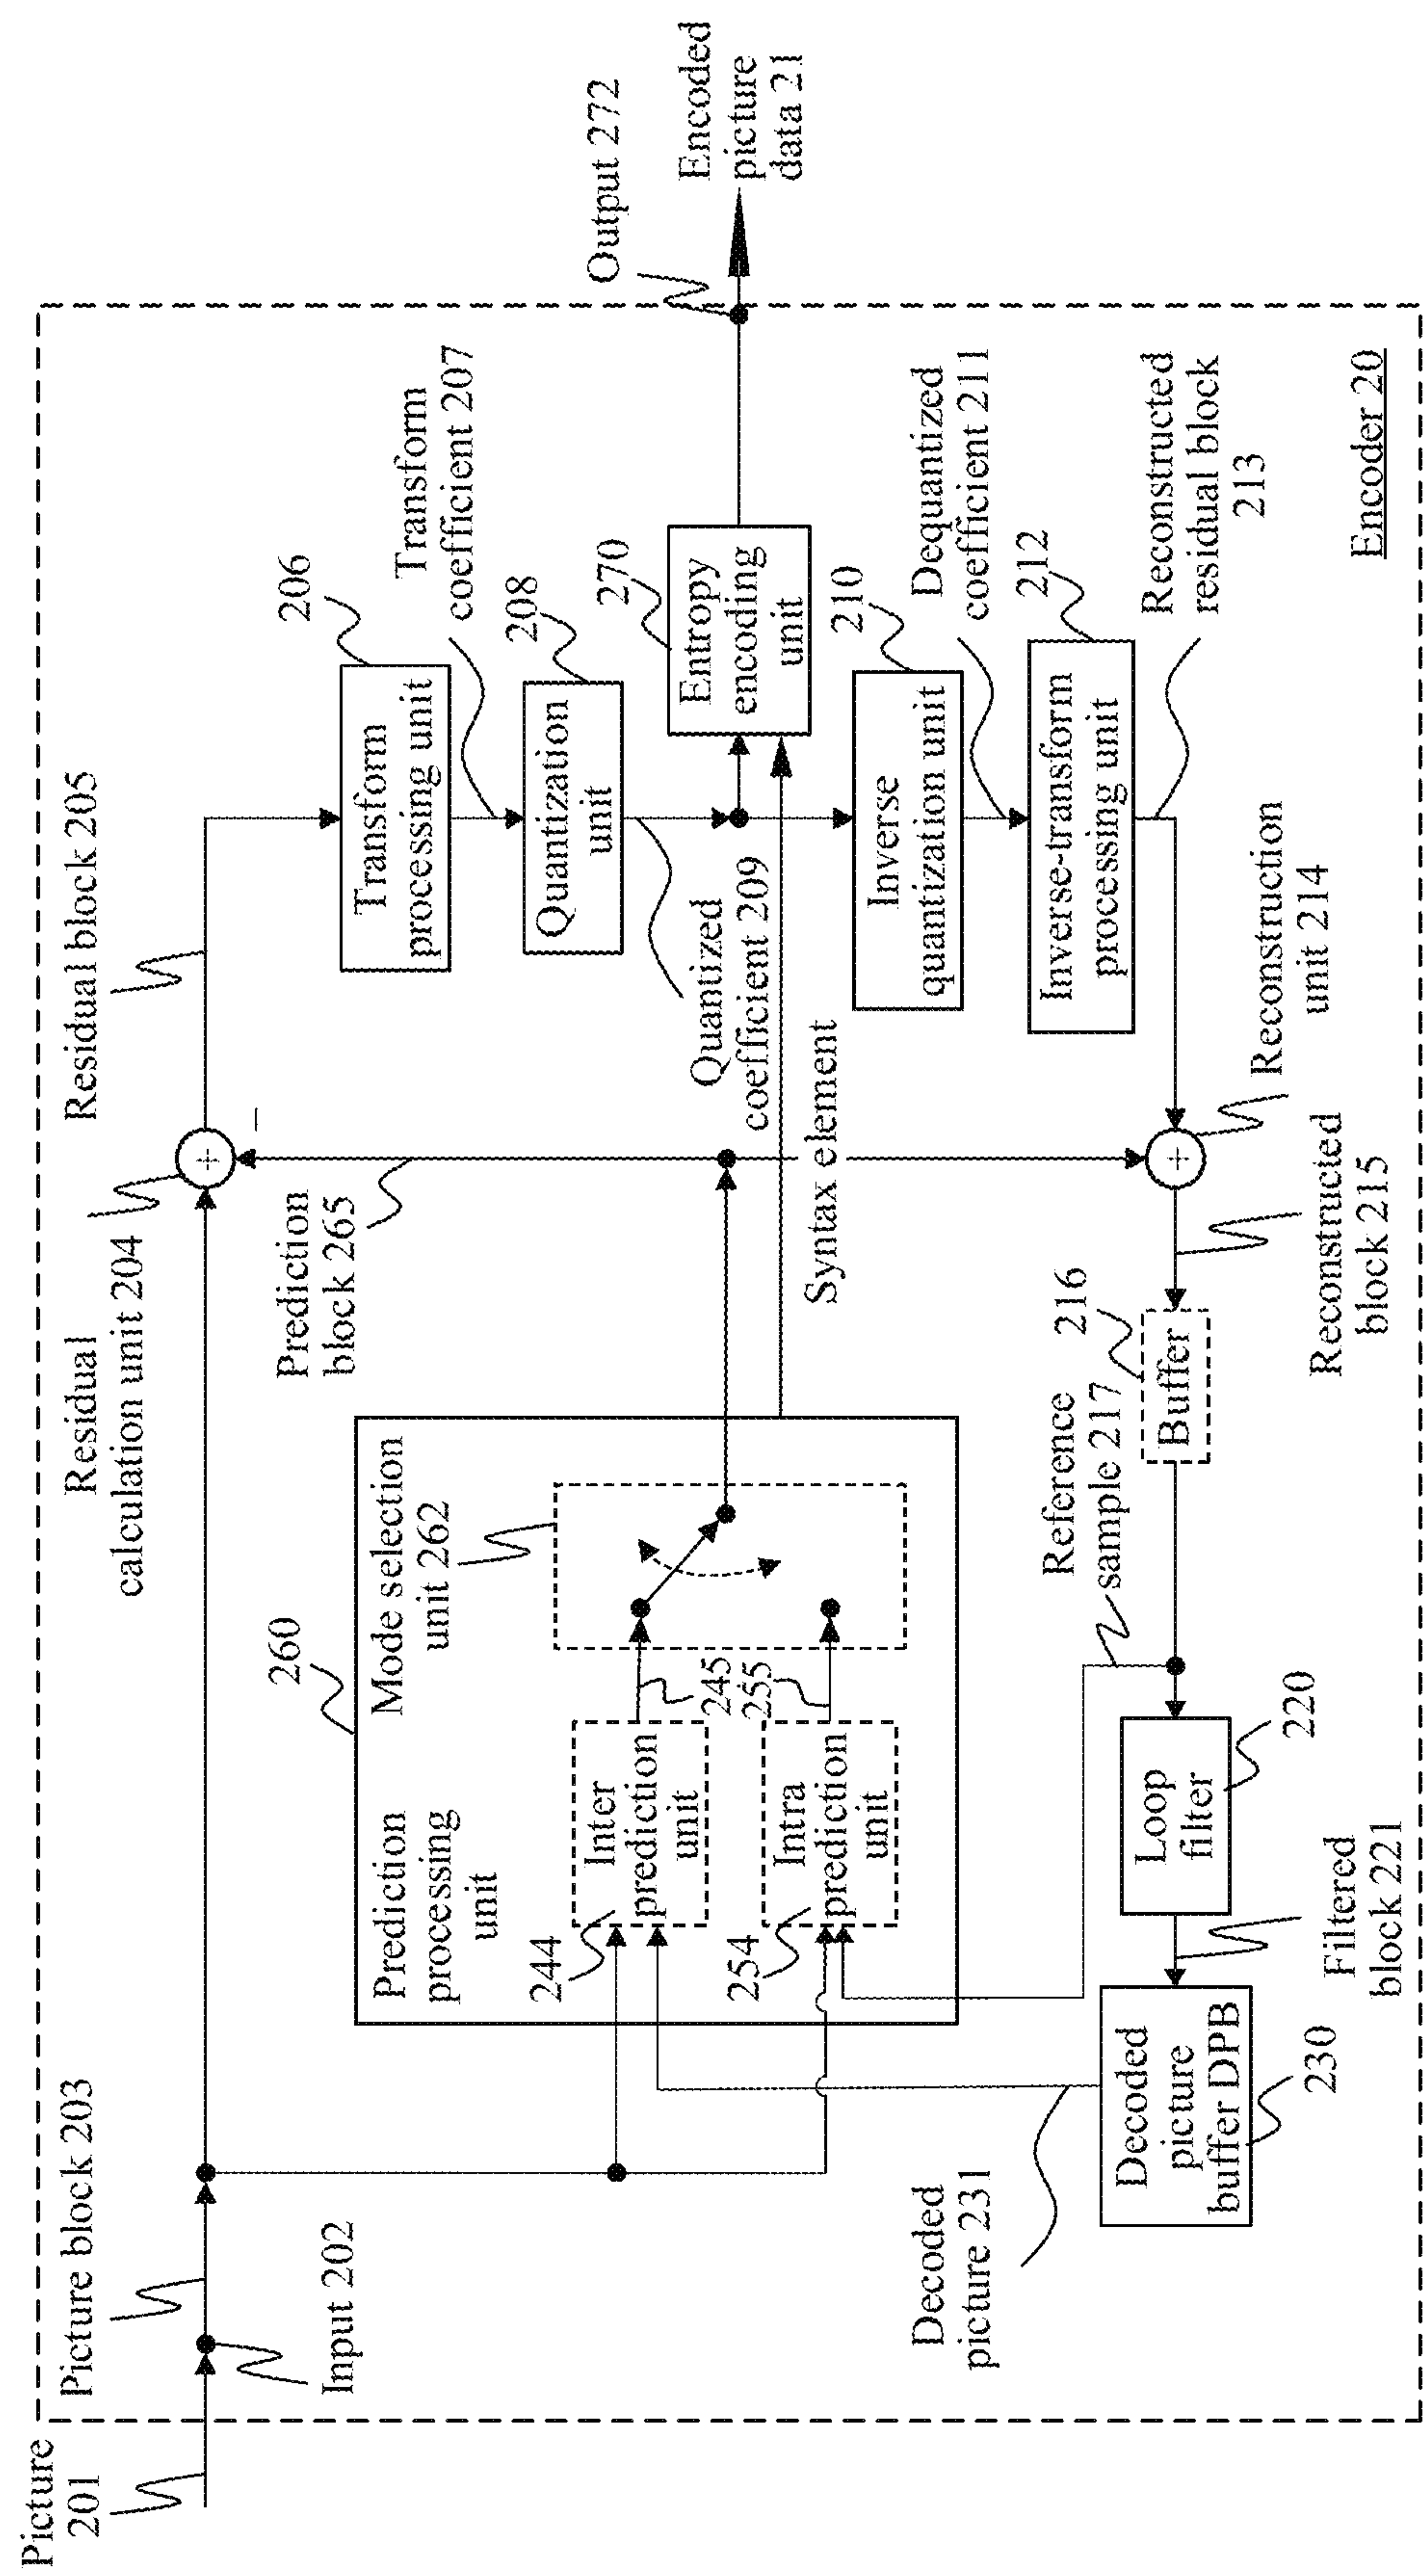 Picture
201
Picture block 203
Input 202
Residual
calculation unit 204
Residual block 205
Prediction
block 265
260
Prediction
processing
unit
Mode selection
unit 262
244
Inter
prediction
unit
245
254
Intra
prediction
unit
255
206
Transform
processing unit
Transform
coefficient 207
208
Quantization
unit
Quantized
coefficient 209
Syntax element
270
Entropy
encoding
unit
Output 272
Encoded
picture
data 21
210
Inverse
quantization unit
Dequantized
coefficient 211
212
Inverse-transform
processing unit
Reconstructed
residual block
213
Reconstruction
unit 214
Reconstructed
block 215
216
Buffer
Reference
sample 217
220
Loop
filter
Filtered
block 221
Decoded
picture
buffer DPB
230
Decoded
picture 231
Encoder 20
+
−
+